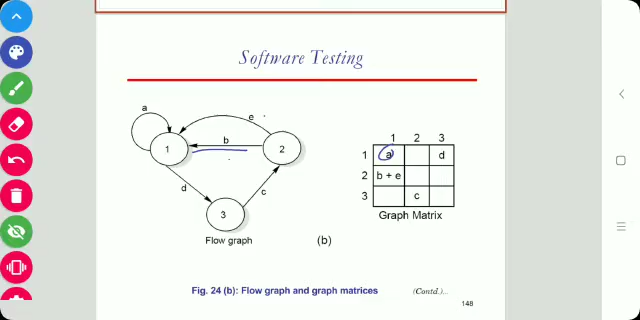 Software Testing
a
e
b
1
2
d
c
3
Flow graph
(b)
1 2 3
1 a d
2 b + e
3 c
Graph Matrix
Fig. 24 (b): Flow graph and graph matrices
(Contd.)...
148